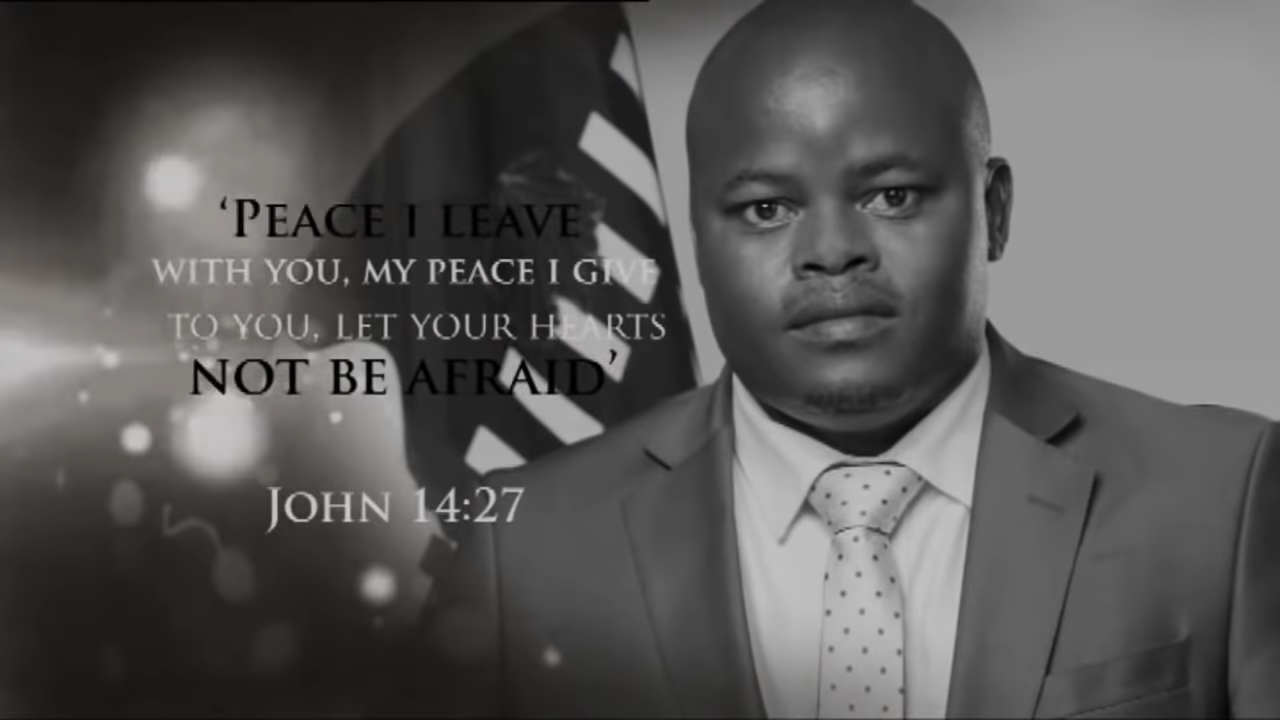 ‘PEACE I LEAVE
WITH YOU, MY PEACE I GIVE
TO YOU, LET YOUR HEARTS
NOT BE AFRAID’
JOHN 14:27